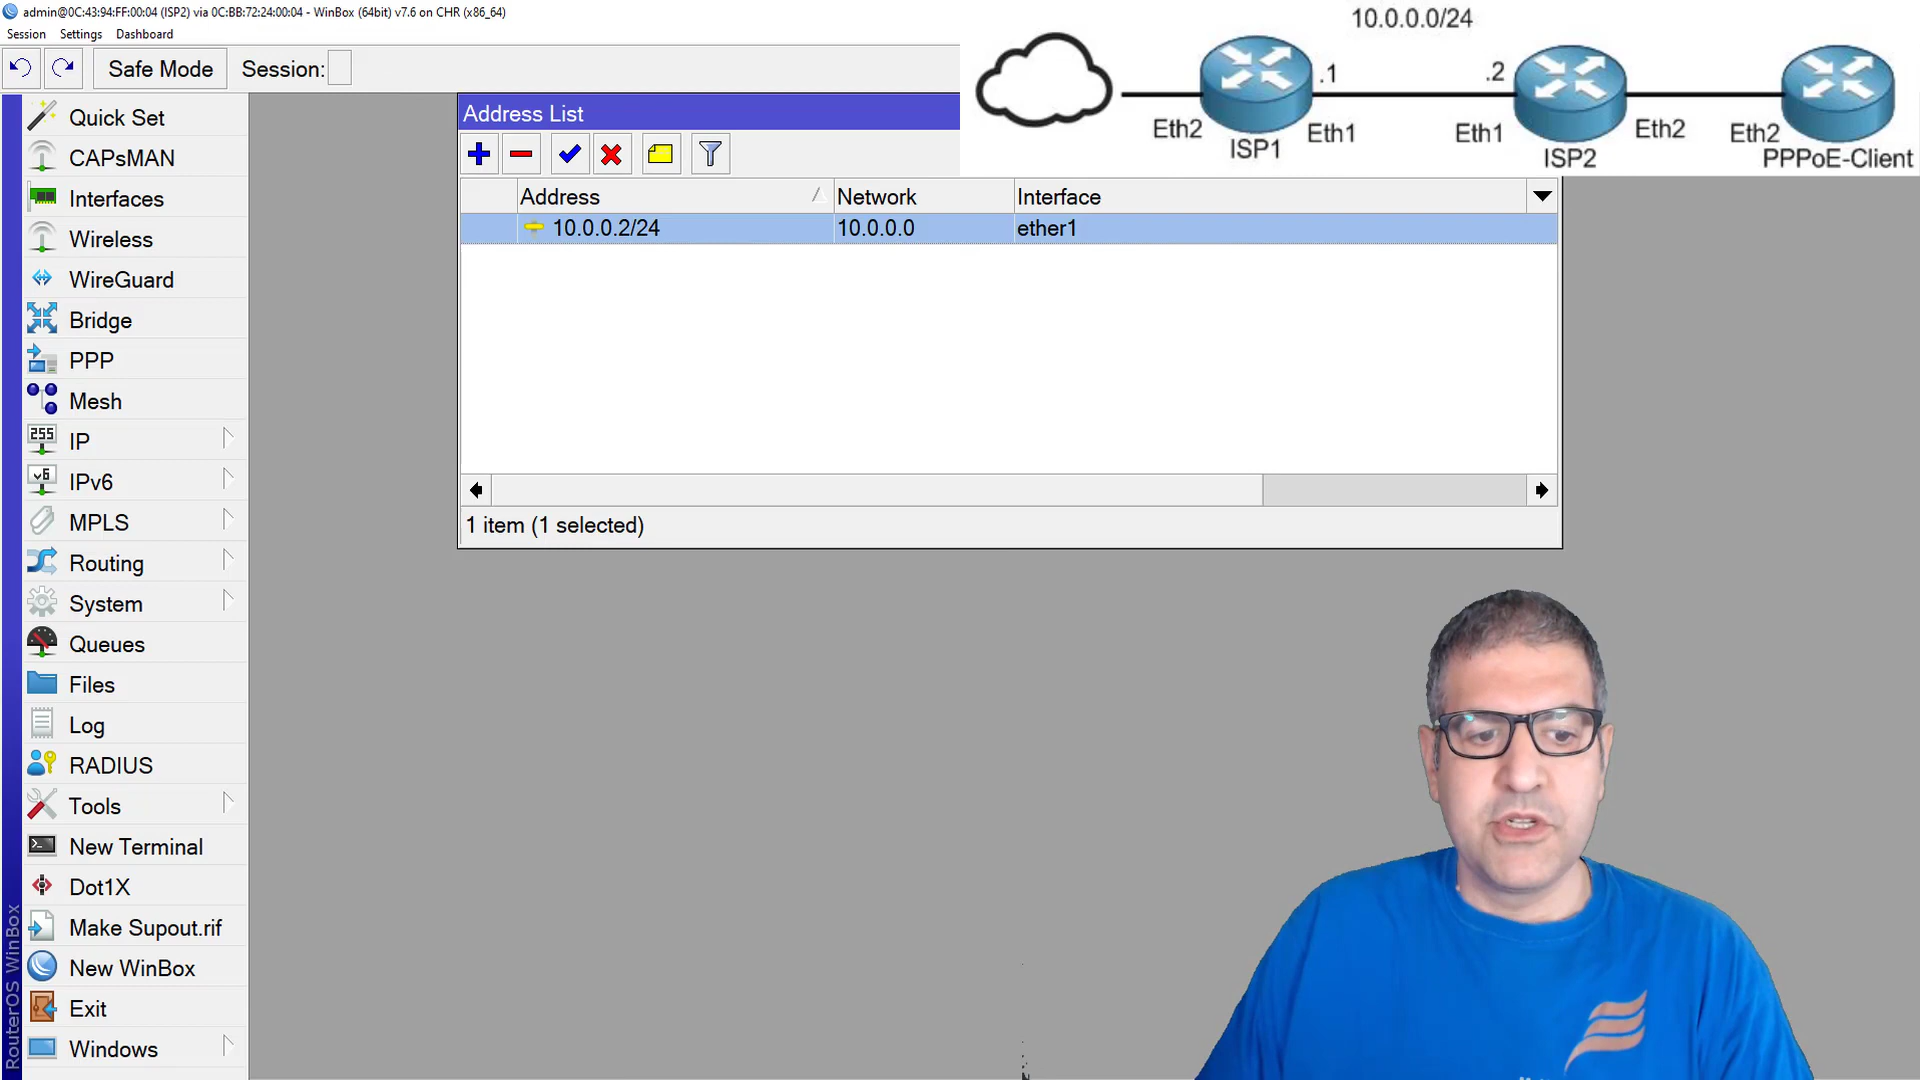 admin@0C:43:94:FF:00:04 (ISP2) via 0C:BB:72:24:00:04 - WinBox (64bit) v7.6 on CHR (x86_64)
Session Settings Dashboard
Safe Mode Session:
Quick Set
CAPsMAN
Interfaces
Wireless
WireGuard
Bridge
PPP
Mesh
255 IP
v6 IPv6
MPLS
Routing
System
Queues
Files
Log
RADIUS
Tools
New Terminal
Dot1X
Make Supout.rif
New WinBox
Exit
Windows
RouterOS WinBox
Address List
Address Network Interface
10.0.0.2/24 10.0.0.0 ether1
1 item (1 selected)
10.0.0.0/24
.1 .2
Eth2 Eth1 Eth1 Eth2 Eth2
ISP1 ISP2 PPPoE-Client